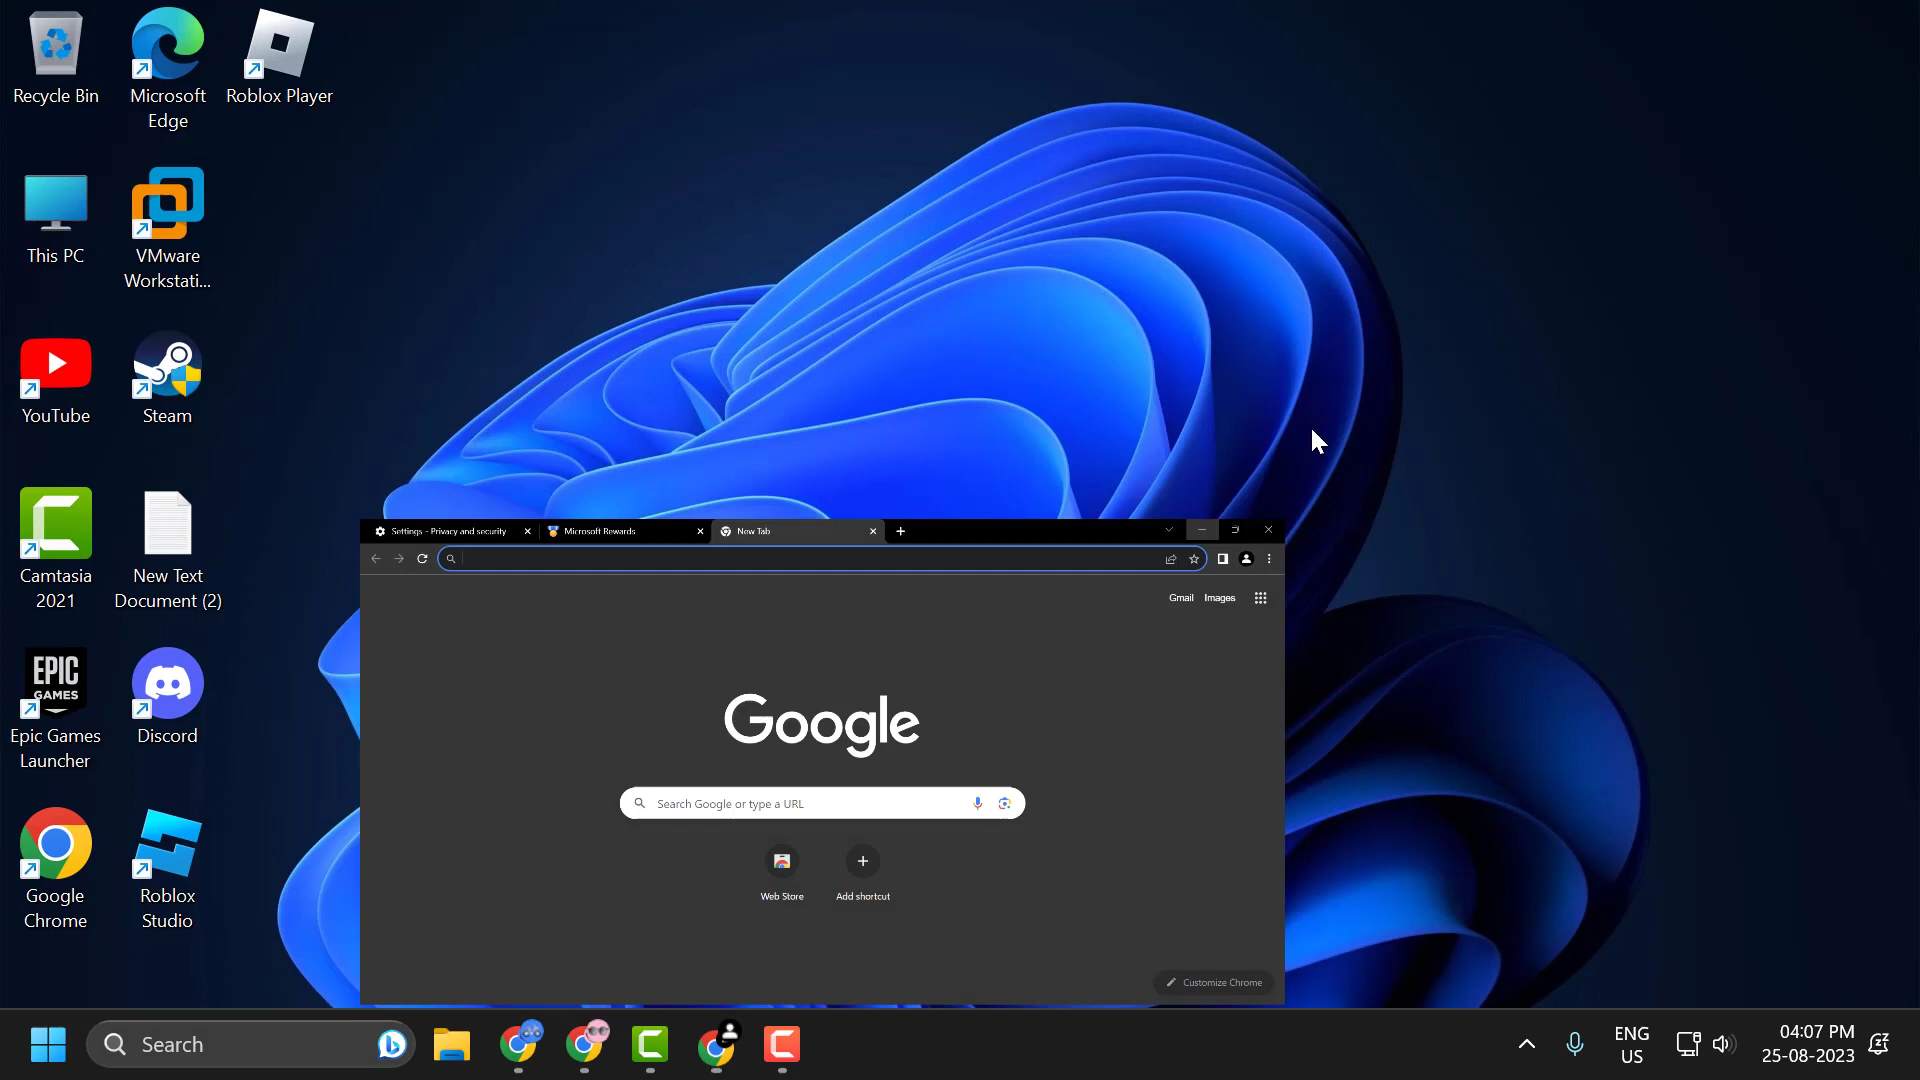 Recycle Bin
Microsoft
Edge
Roblox Player
This PC
VMware
Workstati...
YouTube
Steam
Camtasia
2021
New Text
Document (2)
EPIC
GAMES
Epic Games
Launcher
Discord
Google
Chrome
Roblox
Studio
Settings - Privacy and security
Microsoft Rewards
New Tab
Gmail
Images
Google
Search Google or type a URL
Web Store
Add shortcut
Customize Chrome
Search
ENG
US
04:07 PM
25-08-2023